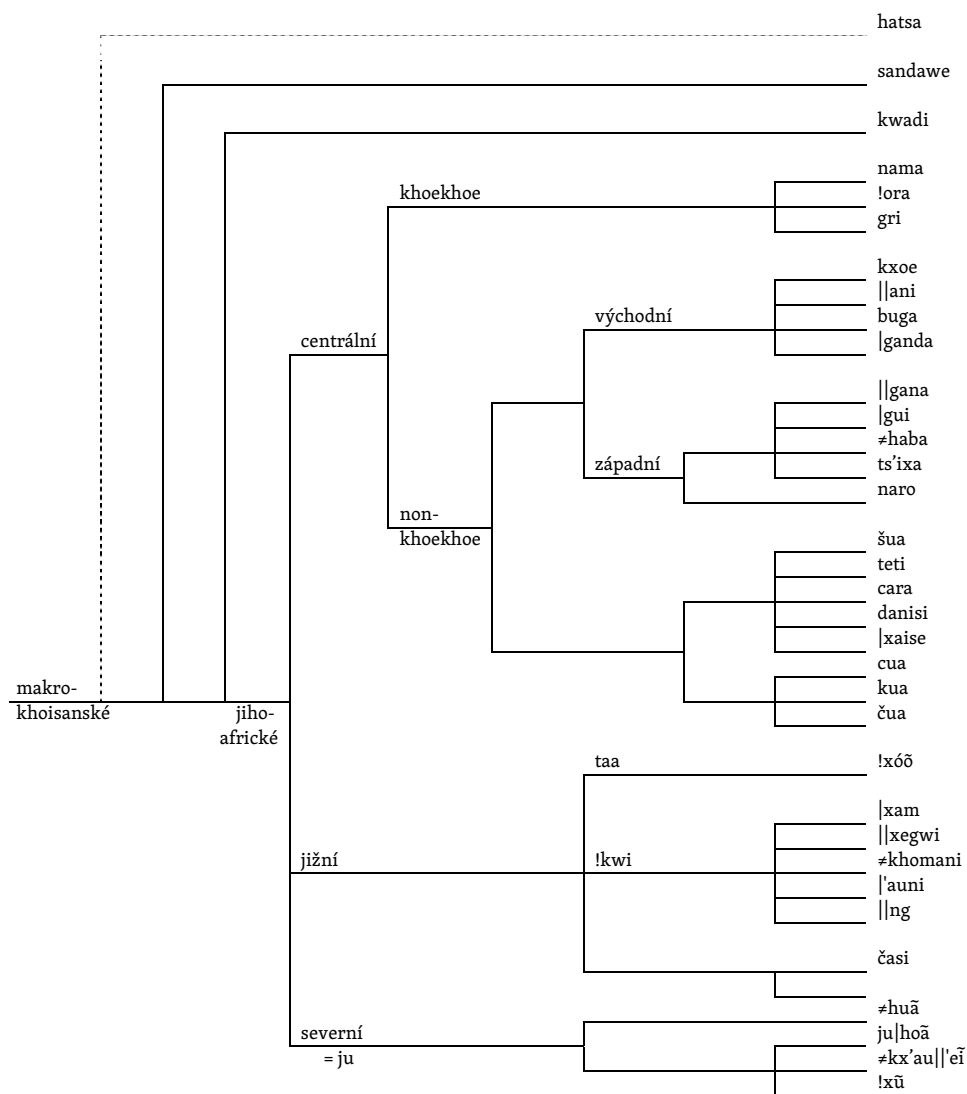 hatsa
sandawe
kwadi
nama
khoekhoe
!ora
gri
kxoe
||ani
východní
buga
centrální
|ganda
||gana
|gui
≠haba
západní
ts’ixa
naro
non-
khoekhoe
šua
teti
cara
danisi
|xaise
cua
makro-
khoisanské
kua
jiho-
africké
čua
taa
!xóõ
|xam
||xegwi
jižní
!kwi
≠khomani
|'auni
||ng
časi
≠huã
severní
= ju
ju|hoã
≠kx’au||'eĩ
!xũ